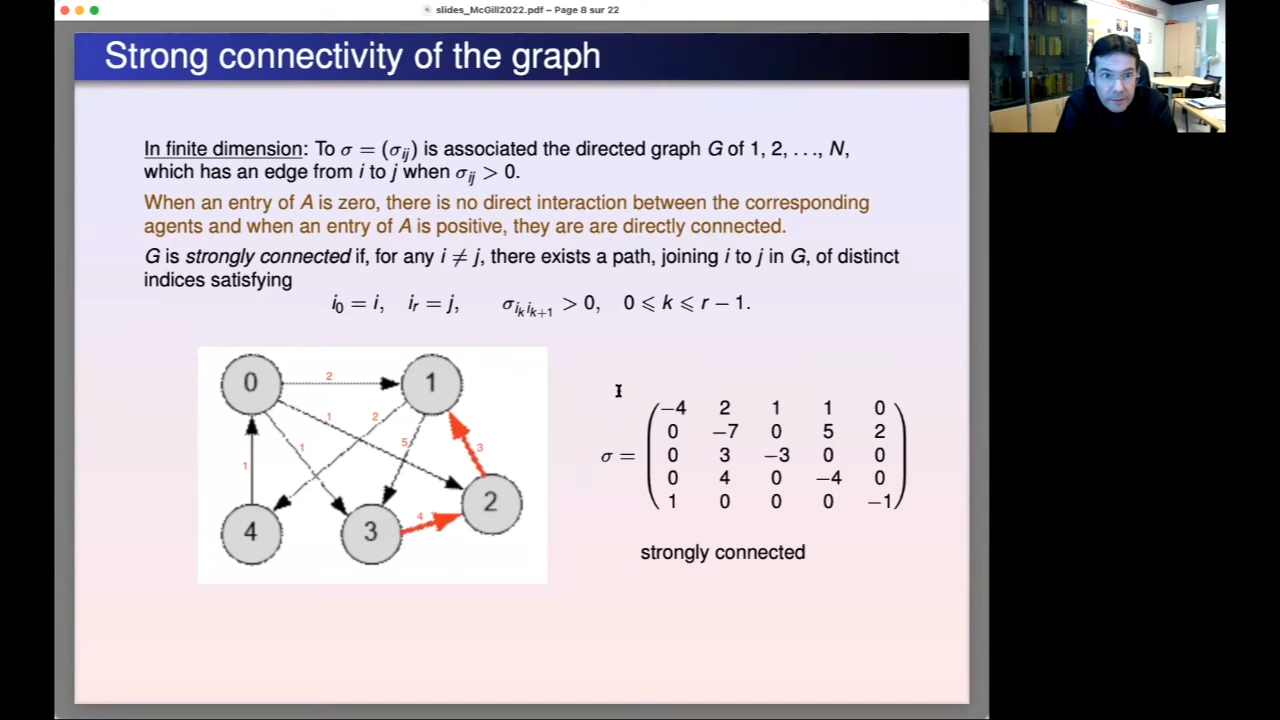 slides_McGill2022.pdf – Page 8 sur 22
Strong connectivity of the graph
In finite dimension: To σ = (σij) is associated the directed graph G of 1, 2, ..., N,
which has an edge from i to j when σij > 0.
When an entry of A is zero, there is no direct interaction between the corresponding
agents and when an entry of A is positive, they are are directly connected.
G is strongly connected if, for any i ≠ j, there exists a path, joining i to j in G, of distinct
indices satisfying
i0 = i, ir = j, σikik+1 > 0, 0 ⩽ k ⩽ r − 1.
0 2 1
1 2
1 5 3
1 4 2
4 3
σ =
−4 2 1 1 0
0 −7 0 5 2
0 3 −3 0 0
0 4 0 −4 0
1 0 0 0 −1
strongly connected